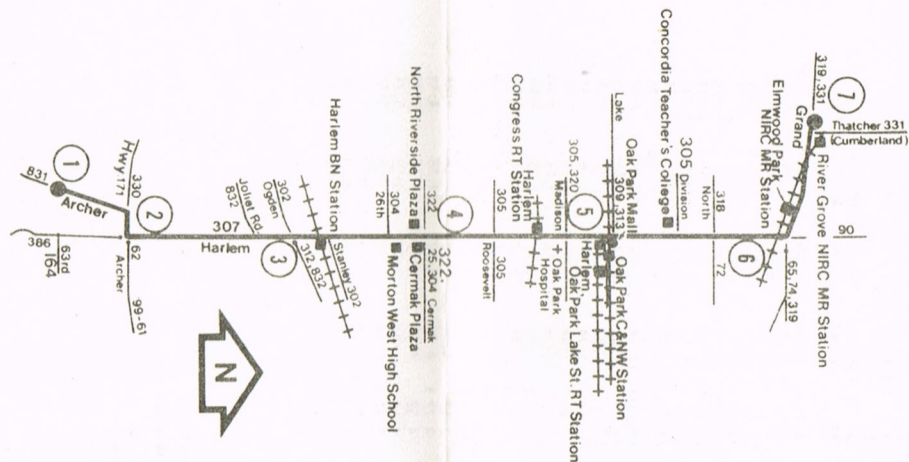 7
319,331
Thatcher 331
(Cumberland)
River Grove NIRC MR Station
Grand
Elmwood Park
NIRC MR Station
90
65,74,319
6
318
North
72
305 Division
Concordia Teacher's College
Lake
Oak Park Mall
309,313
Oak Park C&NW Station
Harlem
Oak Park Lake St. RT Station
5
305,320
Madison
+ Oak Park
Hospital
Congress RT Station
Harlem
305
305
Roosevelt
4
322.
322
25,304 Cermak
North Riverside Plaza
Cermak Plaza
304
26th
Morton West High School
Harlem BN Station
Stanley 302
302
Ogden
312,832
Joliet Rd.
832
3
307
Harlem
2
330
Hwy.171
62
Archer
99-61
1
831
Archer
386
63rd
164
N